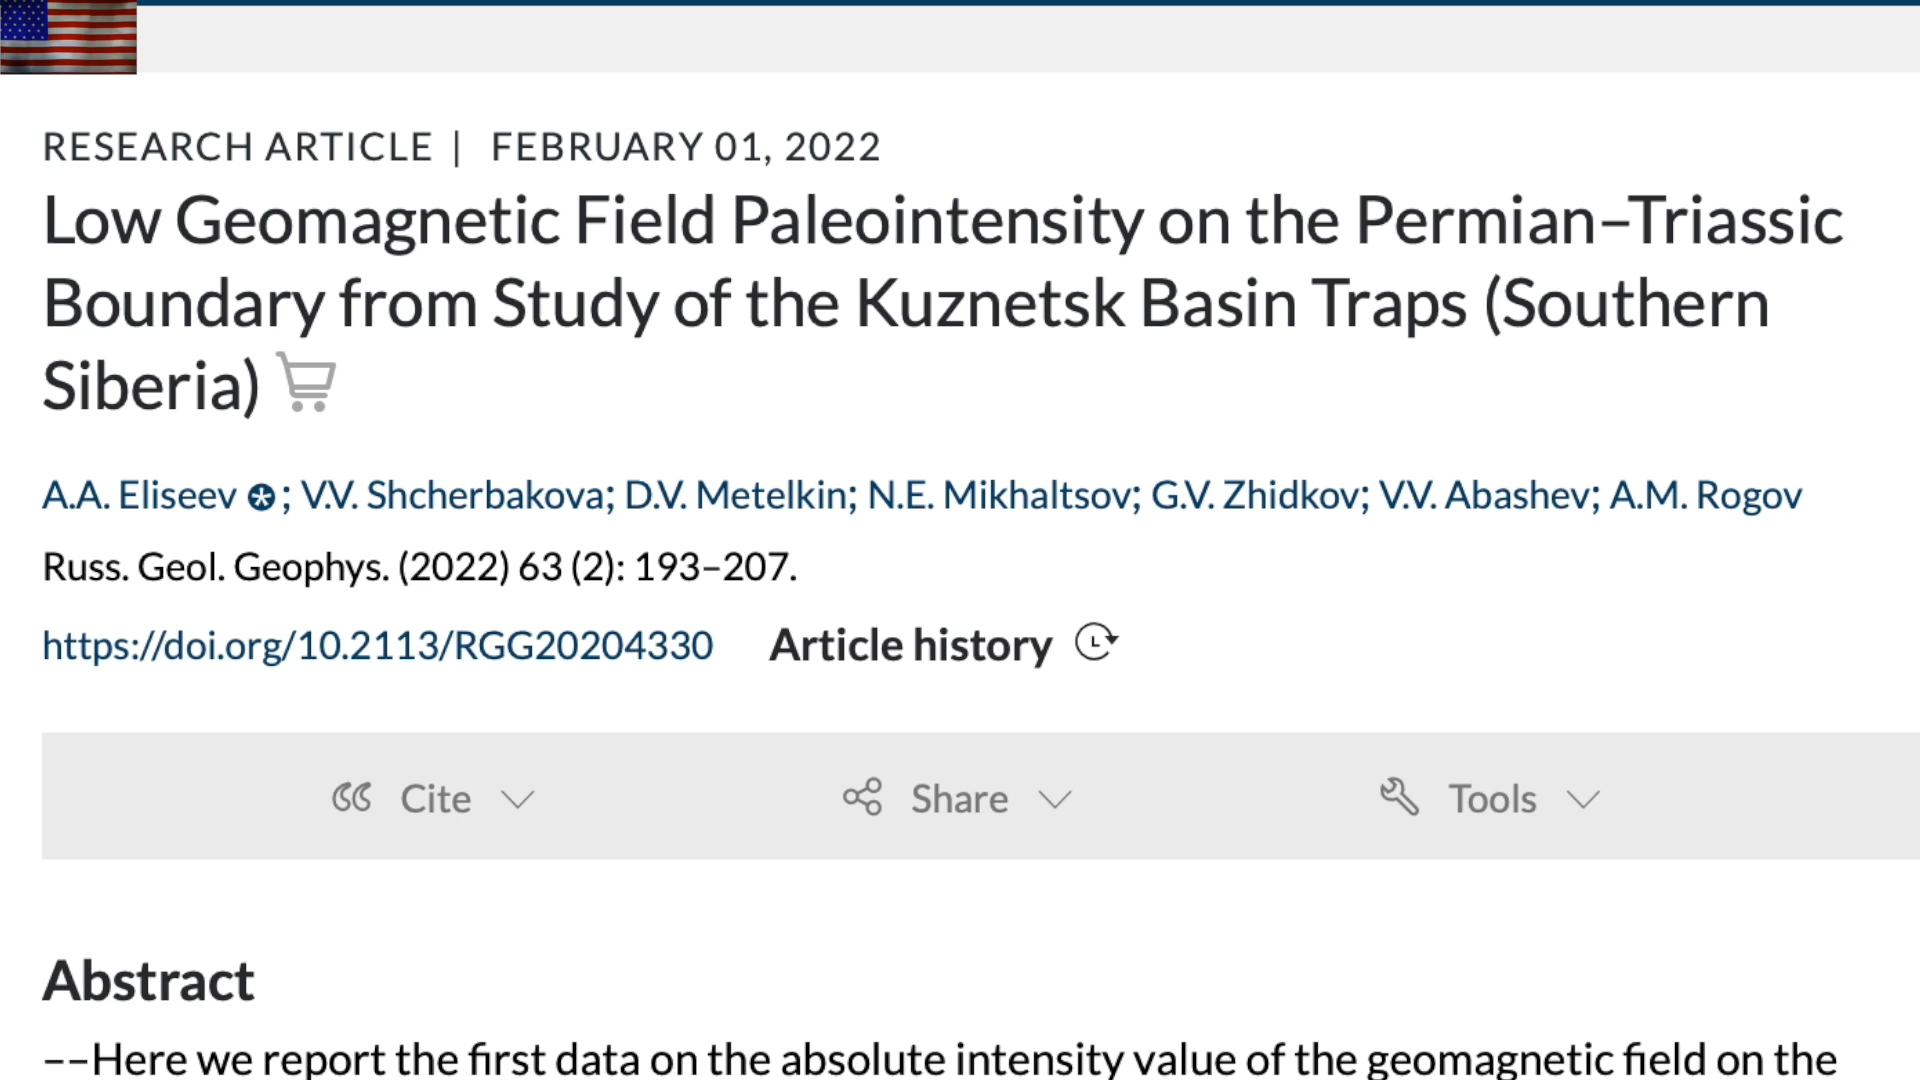 RESEARCH ARTICLE | FEBRUARY 01, 2022
Low Geomagnetic Field Paleointensity on the Permian–Triassic
Boundary from Study of the Kuznetsk Basin Traps (Southern
Siberia)
A.A. Eliseev ; V.V. Shcherbakova; D.V. Metelkin; N.E. Mikhaltsov; G.V. Zhidkov; V.V. Abashev; A.M. Rogov
Russ. Geol. Geophys. (2022) 63 (2): 193–207.
https://doi.org/10.2113/RGG20204330 Article history
Cite Share Tools
Abstract
––Here we report the first data on the absolute intensity value of the geomagnetic field on the